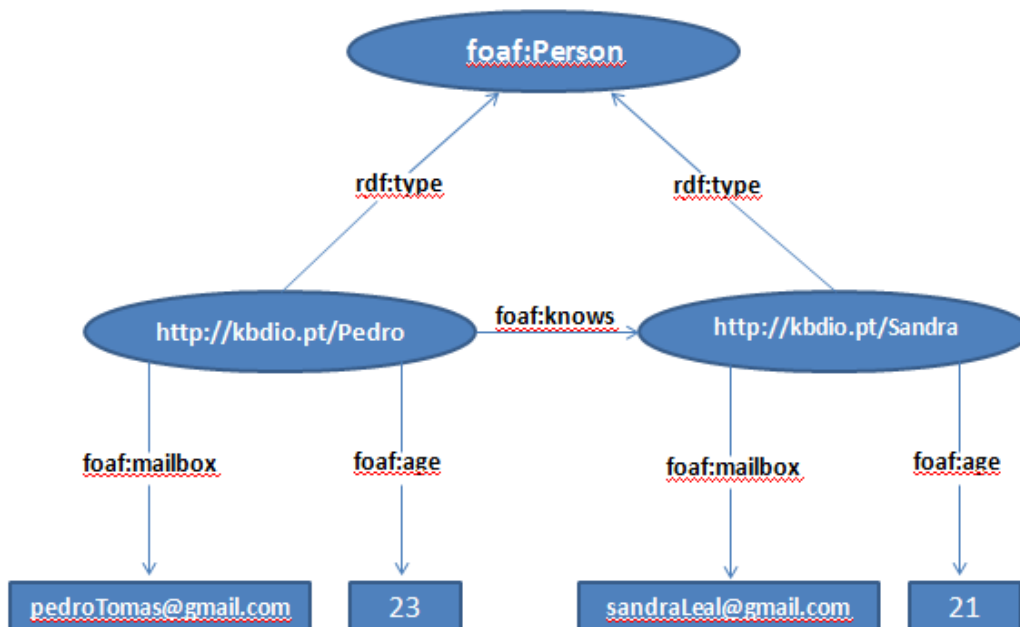 foaf:Person
rdf:type
rdf:type
http://kbdio.pt/Pedro
foaf:knows
http://kbdio.pt/Sandra
foaf:mailbox
foaf:age
foaf:mailbox
foaf:age
pedroTomas@gmail.com
23
sandraLeal@gmail.com
21